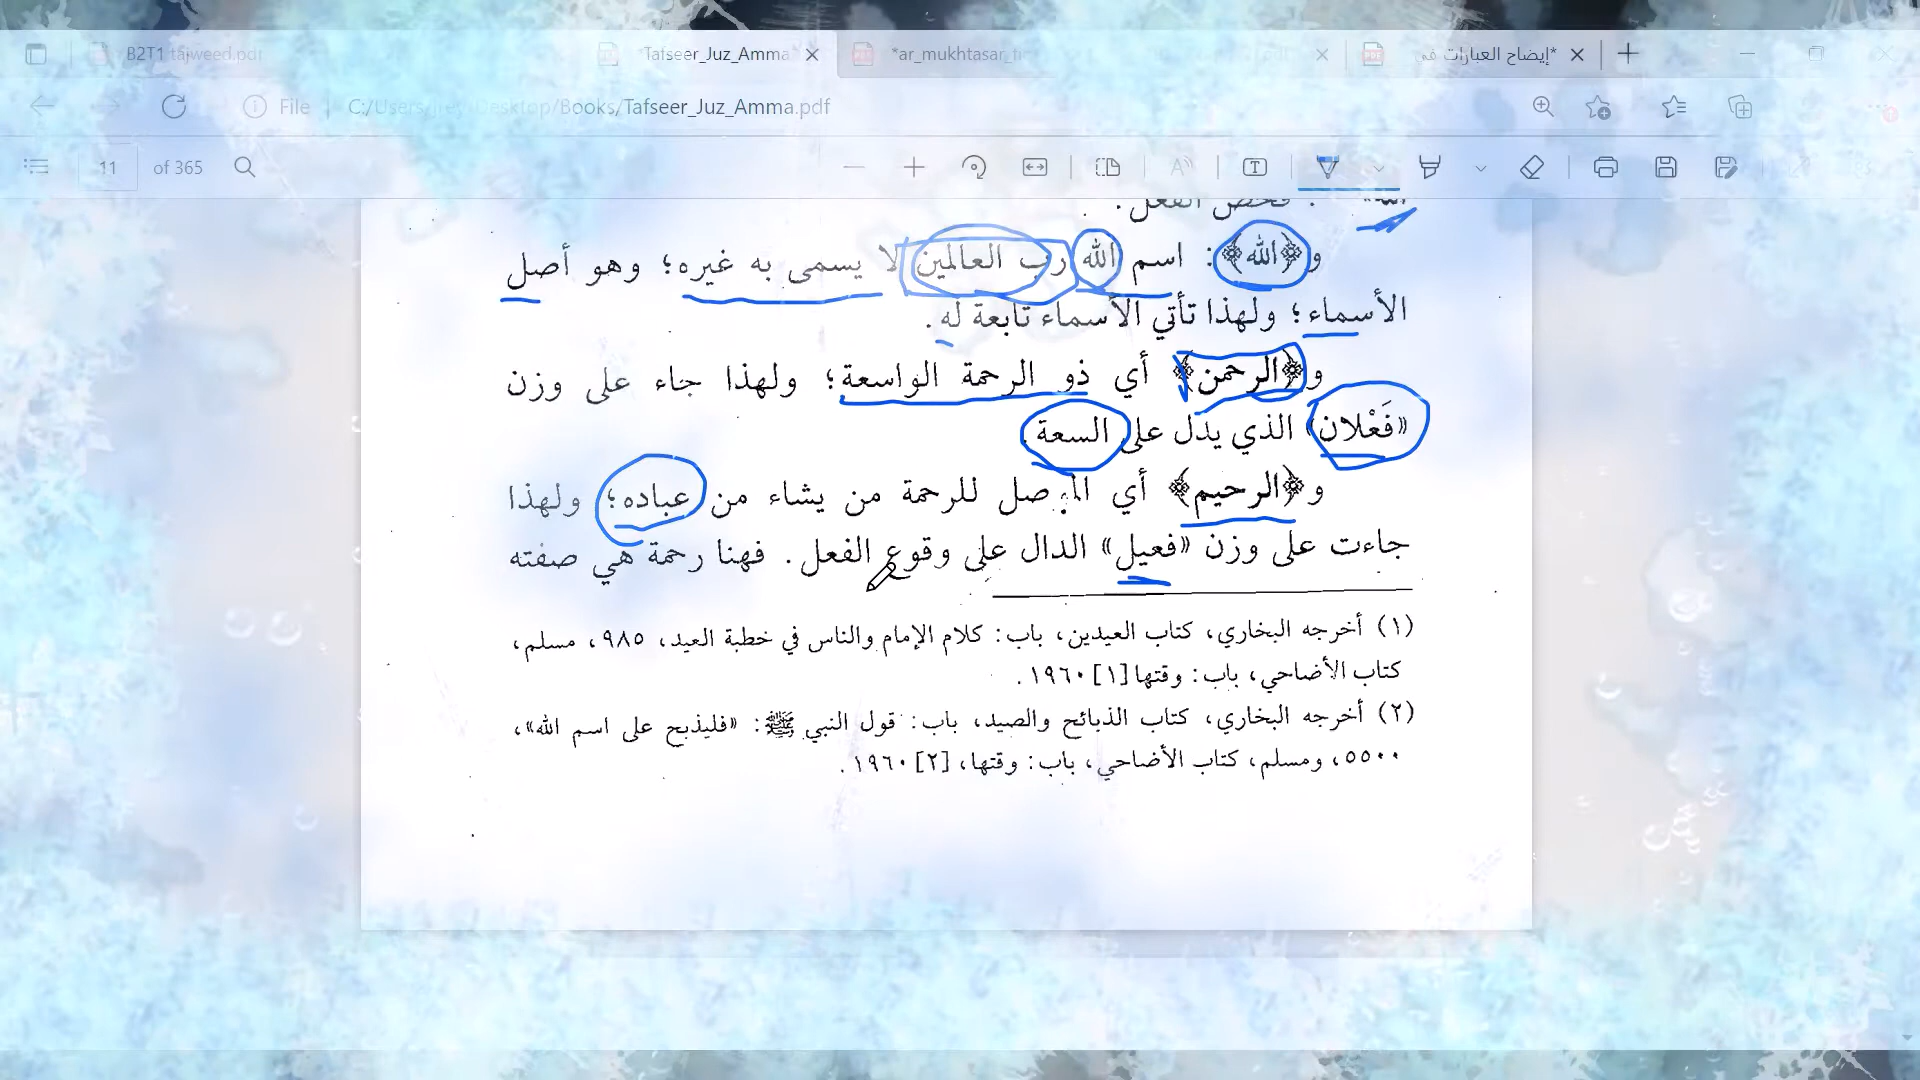 B2T1 tajweed.pdf
Tafseer_Juz_Amma
*ar_mukhtasar_
إيضاح العبارات في*
File
Desktop/Books/Tafseer_Juz_Amma.pdf
11 of 365
و﴿الله﴾: اسم الله رب العالمين لا يسمى به غيره؛ وهو أصل
الأسماء؛ ولهذا تأتي الأسماء تابعة له.
و﴿الرحمن﴾ أي ذو الرحمة الواسعة؛ ولهذا جاء على وزن
«فَعْلان» الذي يدل على السعة.
و﴿الرحيم﴾ أي الموصل للرحمة من يشاء من عباده؛ ولهذا
جاءت على وزن «فعيل» الدال على وقوع الفعل. فهنا رحمة هي صفته
(١) أخرجه البخاري، كتاب العيدين، باب: كلام الإمام والناس في خطبة العيد، ٩٨٥، مسلم،
كتاب الأضاحي، باب: وقتها [١] ١٩٦٠.
(٢) أخرجه البخاري، كتاب الذبائح والصيد، باب: قول النبي ﷺ: «فليذبح على اسم الله»،
٥٥٠٠، ومسلم، كتاب الأضاحي، باب: وقتها، [٢] ١٩٦٠.